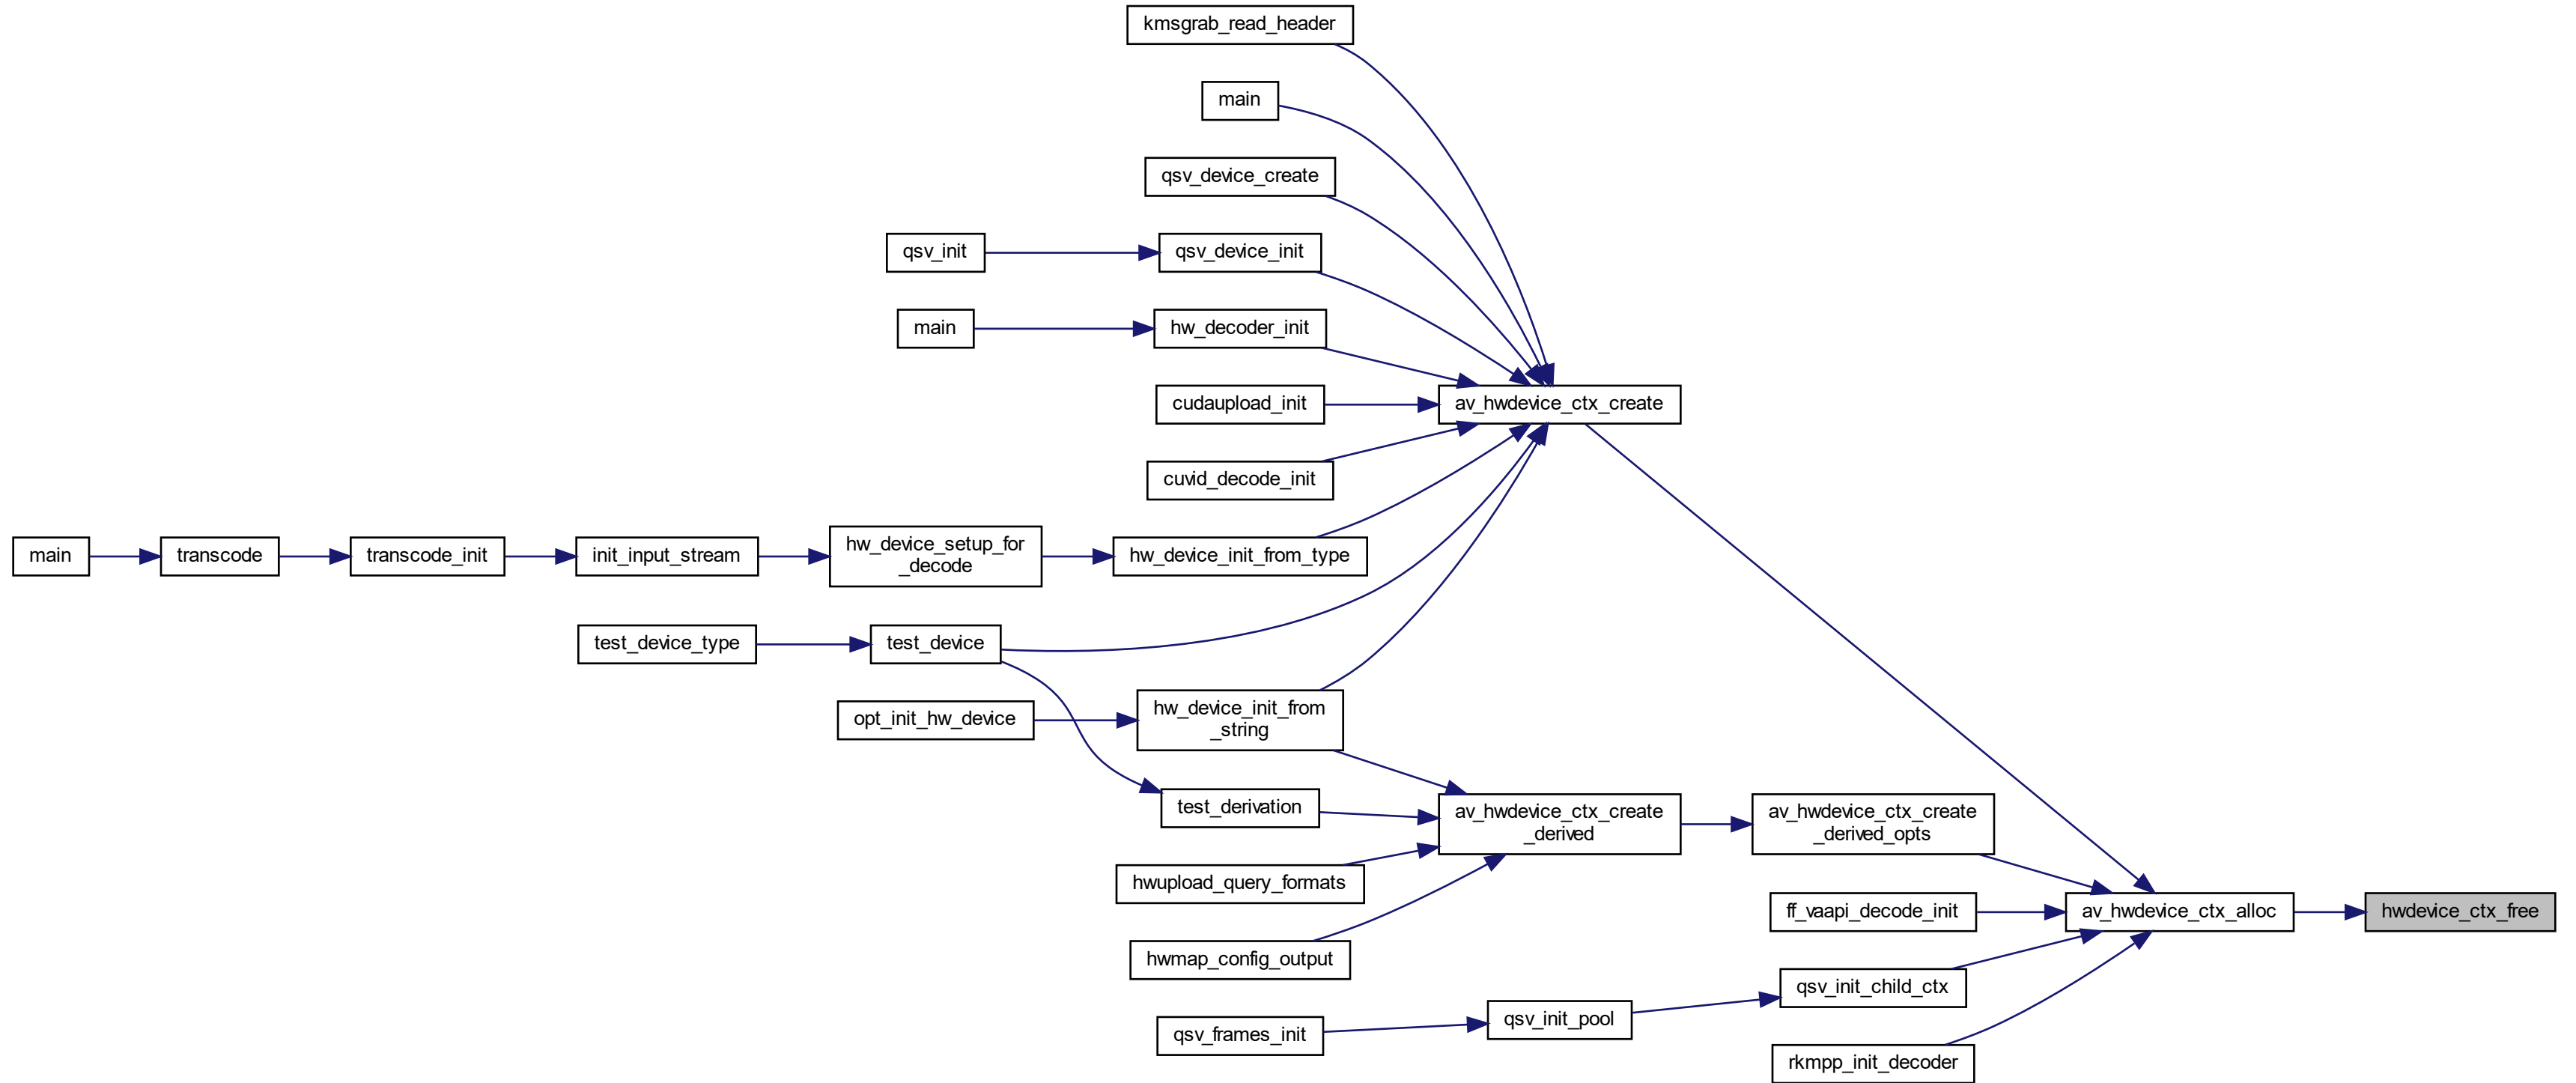 kmsgrab_read_header
main
qsv_device_create
qsv_init
qsv_device_init
main
hw_decoder_init
cudaupload_init
av_hwdevice_ctx_create
cuvid_decode_init
main
transcode
transcode_init
init_input_stream
hw_device_setup_for
_decode
hw_device_init_from_type
test_device_type
test_device
opt_init_hw_device
hw_device_init_from
_string
test_derivation
av_hwdevice_ctx_create
_derived
av_hwdevice_ctx_create
_derived_opts
hwupload_query_formats
ff_vaapi_decode_init
av_hwdevice_ctx_alloc
hwdevice_ctx_free
hwmap_config_output
qsv_init_child_ctx
qsv_frames_init
qsv_init_pool
rkmpp_init_decoder